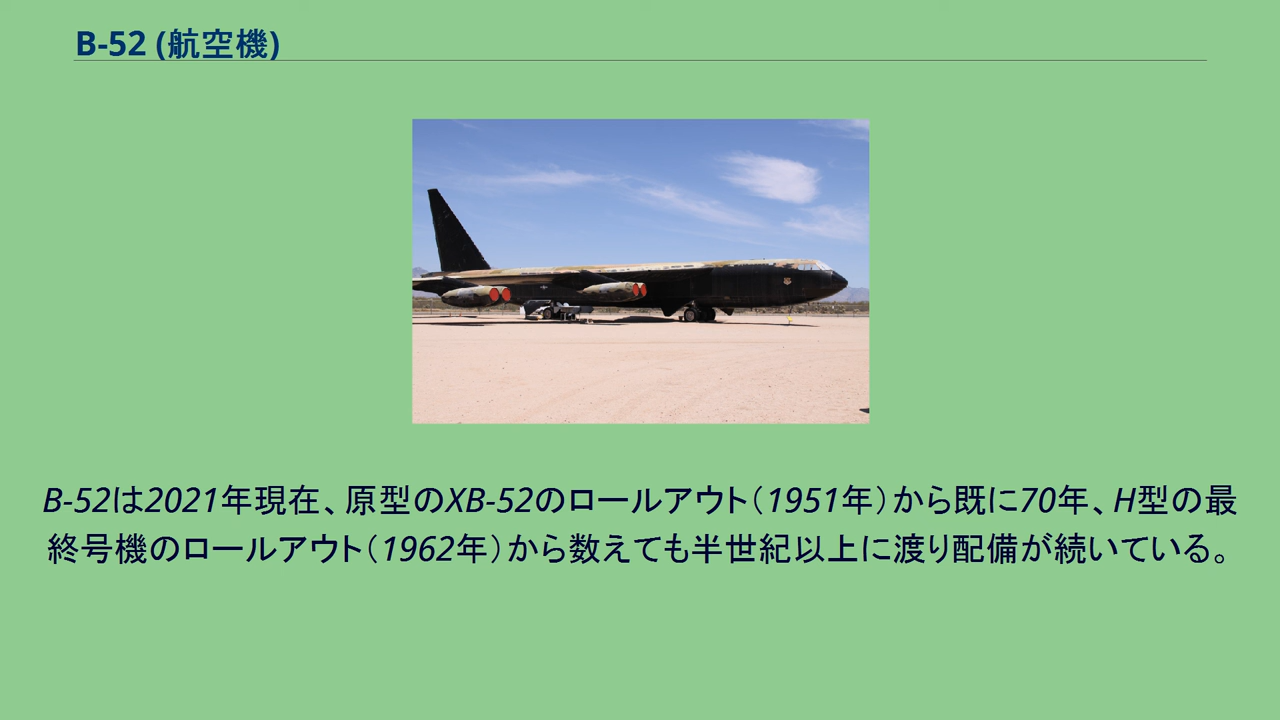 B-52 (航空機)
B-52は2021年現在、原型のXB-52のロールアウト（1951年）から既に70年、H型の最
終号機のロールアウト（1962年）から数えても半世紀以上に渡り配備が続いている。